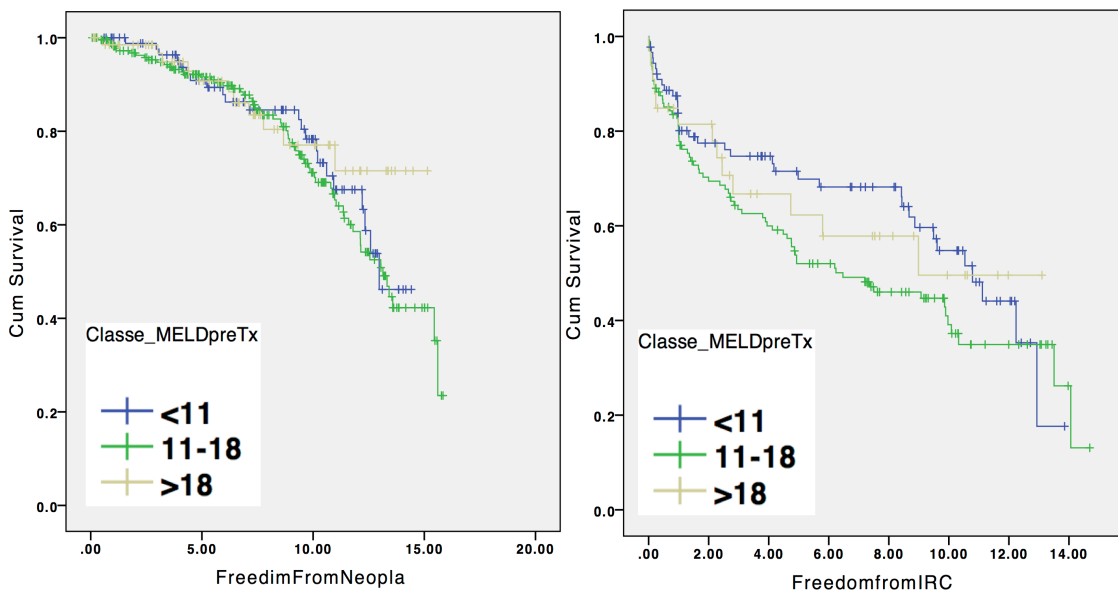 1.0
0.8
0.6
0.4
0.2
0.0
Cum Survival
Classe_MELDpreTx
<11
11-18
>18
.00 5.00 10.00 15.00 20.00
FreedimFromNeopla
1.0
0.8
0.6
0.4
0.2
0.0
Cum Survival
Classe_MELDpreTx
<11
11-18
>18
.00 2.00 4.00 6.00 8.00 10.00 12.00 14.00
FreedomfromIRC